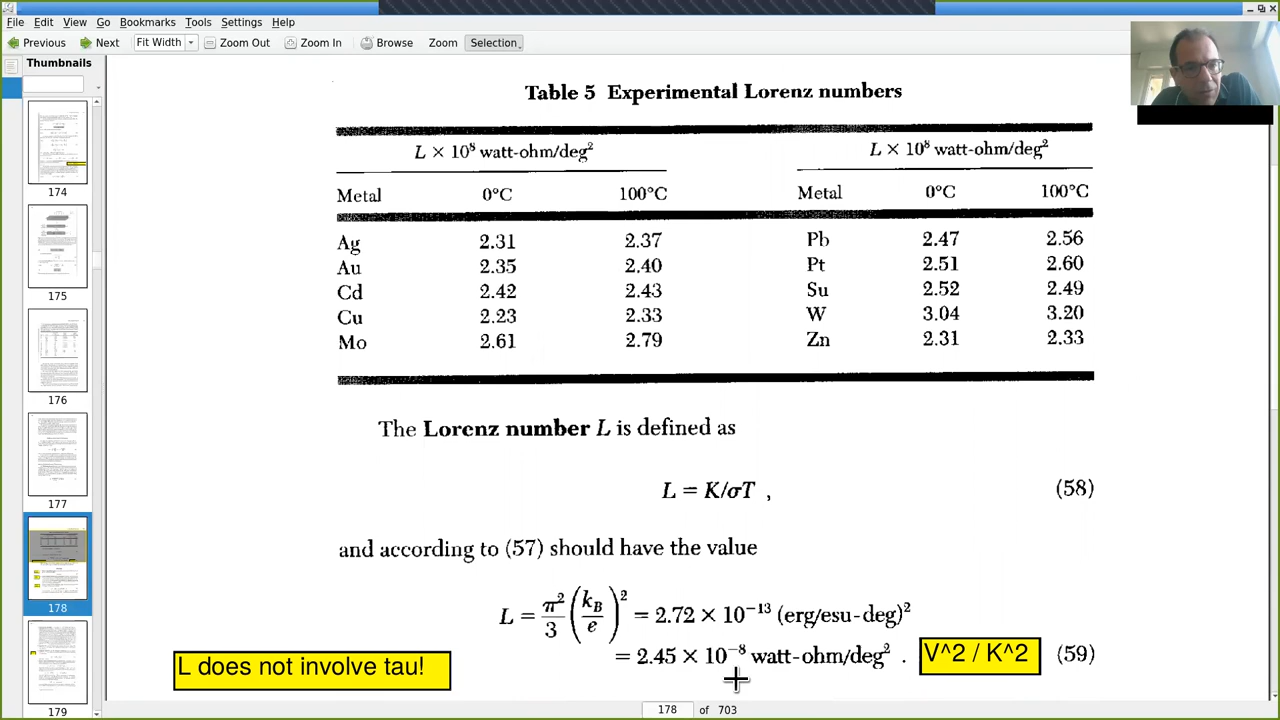 File Edit View Go Bookmarks Tools Settings Help
Previous Next Fit Width Zoom Out Zoom In Browse Zoom Selection
Thumbnails
174
175
176
177
178
179
Table 5 Experimental Lorenz numbers
L × 10⁸ watt-ohm/deg² L × 10⁸ watt-ohm/deg²
Metal 0°C 100°C Metal 0°C 100°C
Ag 2.31 2.37 Pb 2.47 2.56
Au 2.35 2.40 Pt 2.51 2.60
Cd 2.42 2.43 Su 2.52 2.49
Cu 2.23 2.33 W 3.04 3.20
Mo 2.61 2.79 Zn 2.31 2.33
The Lorenz number L is defined as
L = K/σT , (58)
and according to (57) should have the value
L = π²/3 (k_B/e)² = 2.72 × 10⁻¹³ (erg/esu-deg)²
= 2.45 × 10⁻⁸ watt-ohm/deg² . V^2 / K^2 (59)
L does not involve tau!
178 of 703